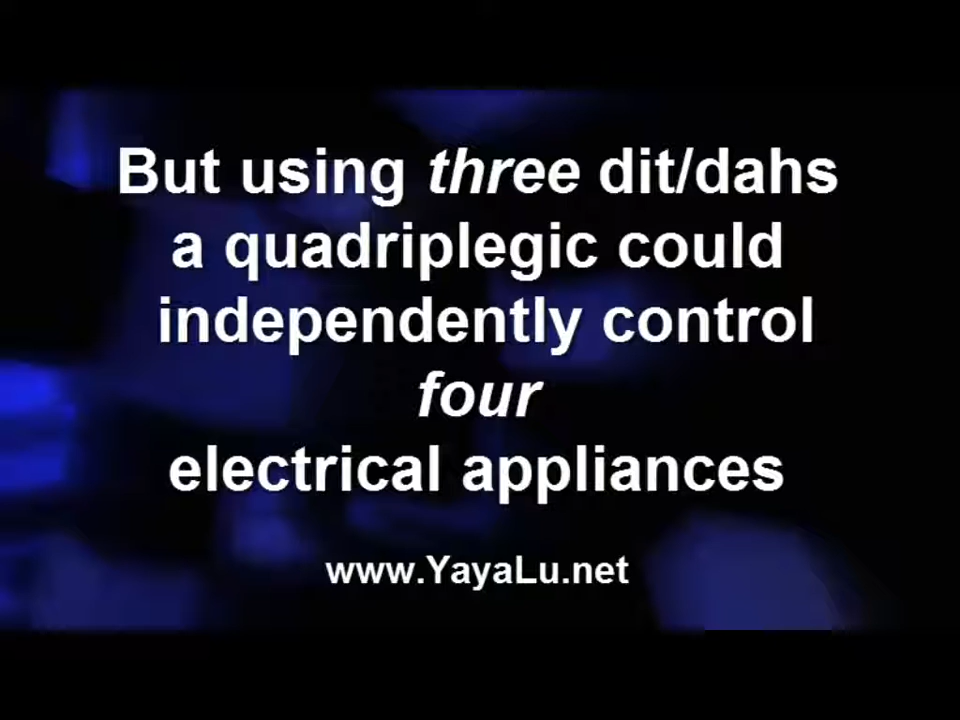 But using three dit/dahs
a quadriplegic could
independently control
four
electrical appliances
www.YayaLu.net